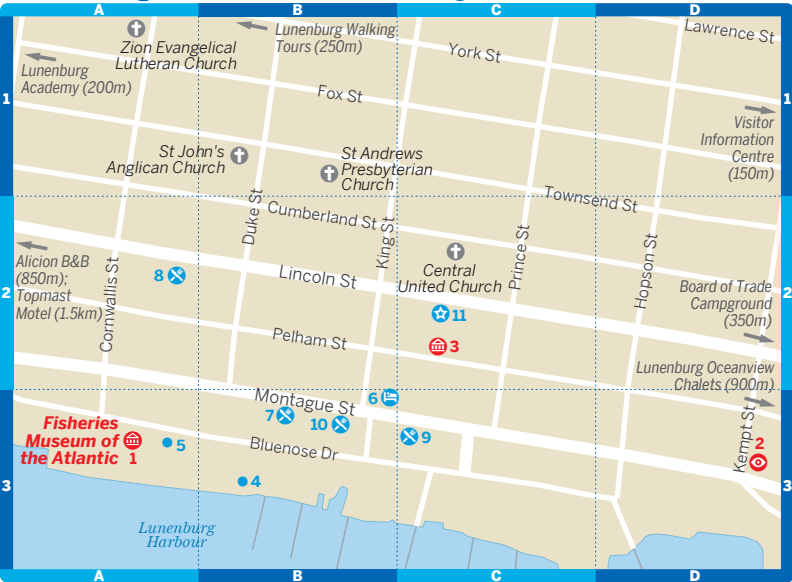 A
B
C
D
Zion Evangelical
Lutheran Church
Lunenburg Walking
Tours (250m)
Lawrence St
York St
Lunenburg
Academy (200m)
Fox St
1
1
Visitor
Information
Centre
(150m)
St John's
Anglican Church
St Andrews
Presbyterian
Church
Townsend St
Duke St
Cumberland St
King St
Prince St
Hopson St
Cornwallis St
Alicion B&B
(850m);
Topmast
Motel (1.5km)
8
Lincoln St
Central
United Church
2
2
Board of Trade
Campground
(350m)
11
Pelham St
3
Lunenburg Oceanview
Chalets (900m)
Montague St
6
7
10
9
Fisheries
Museum of
the Atlantic 1
5
Bluenose Dr
4
Kempt St
2
3
3
Lunenburg
Harbour
A
B
C
D